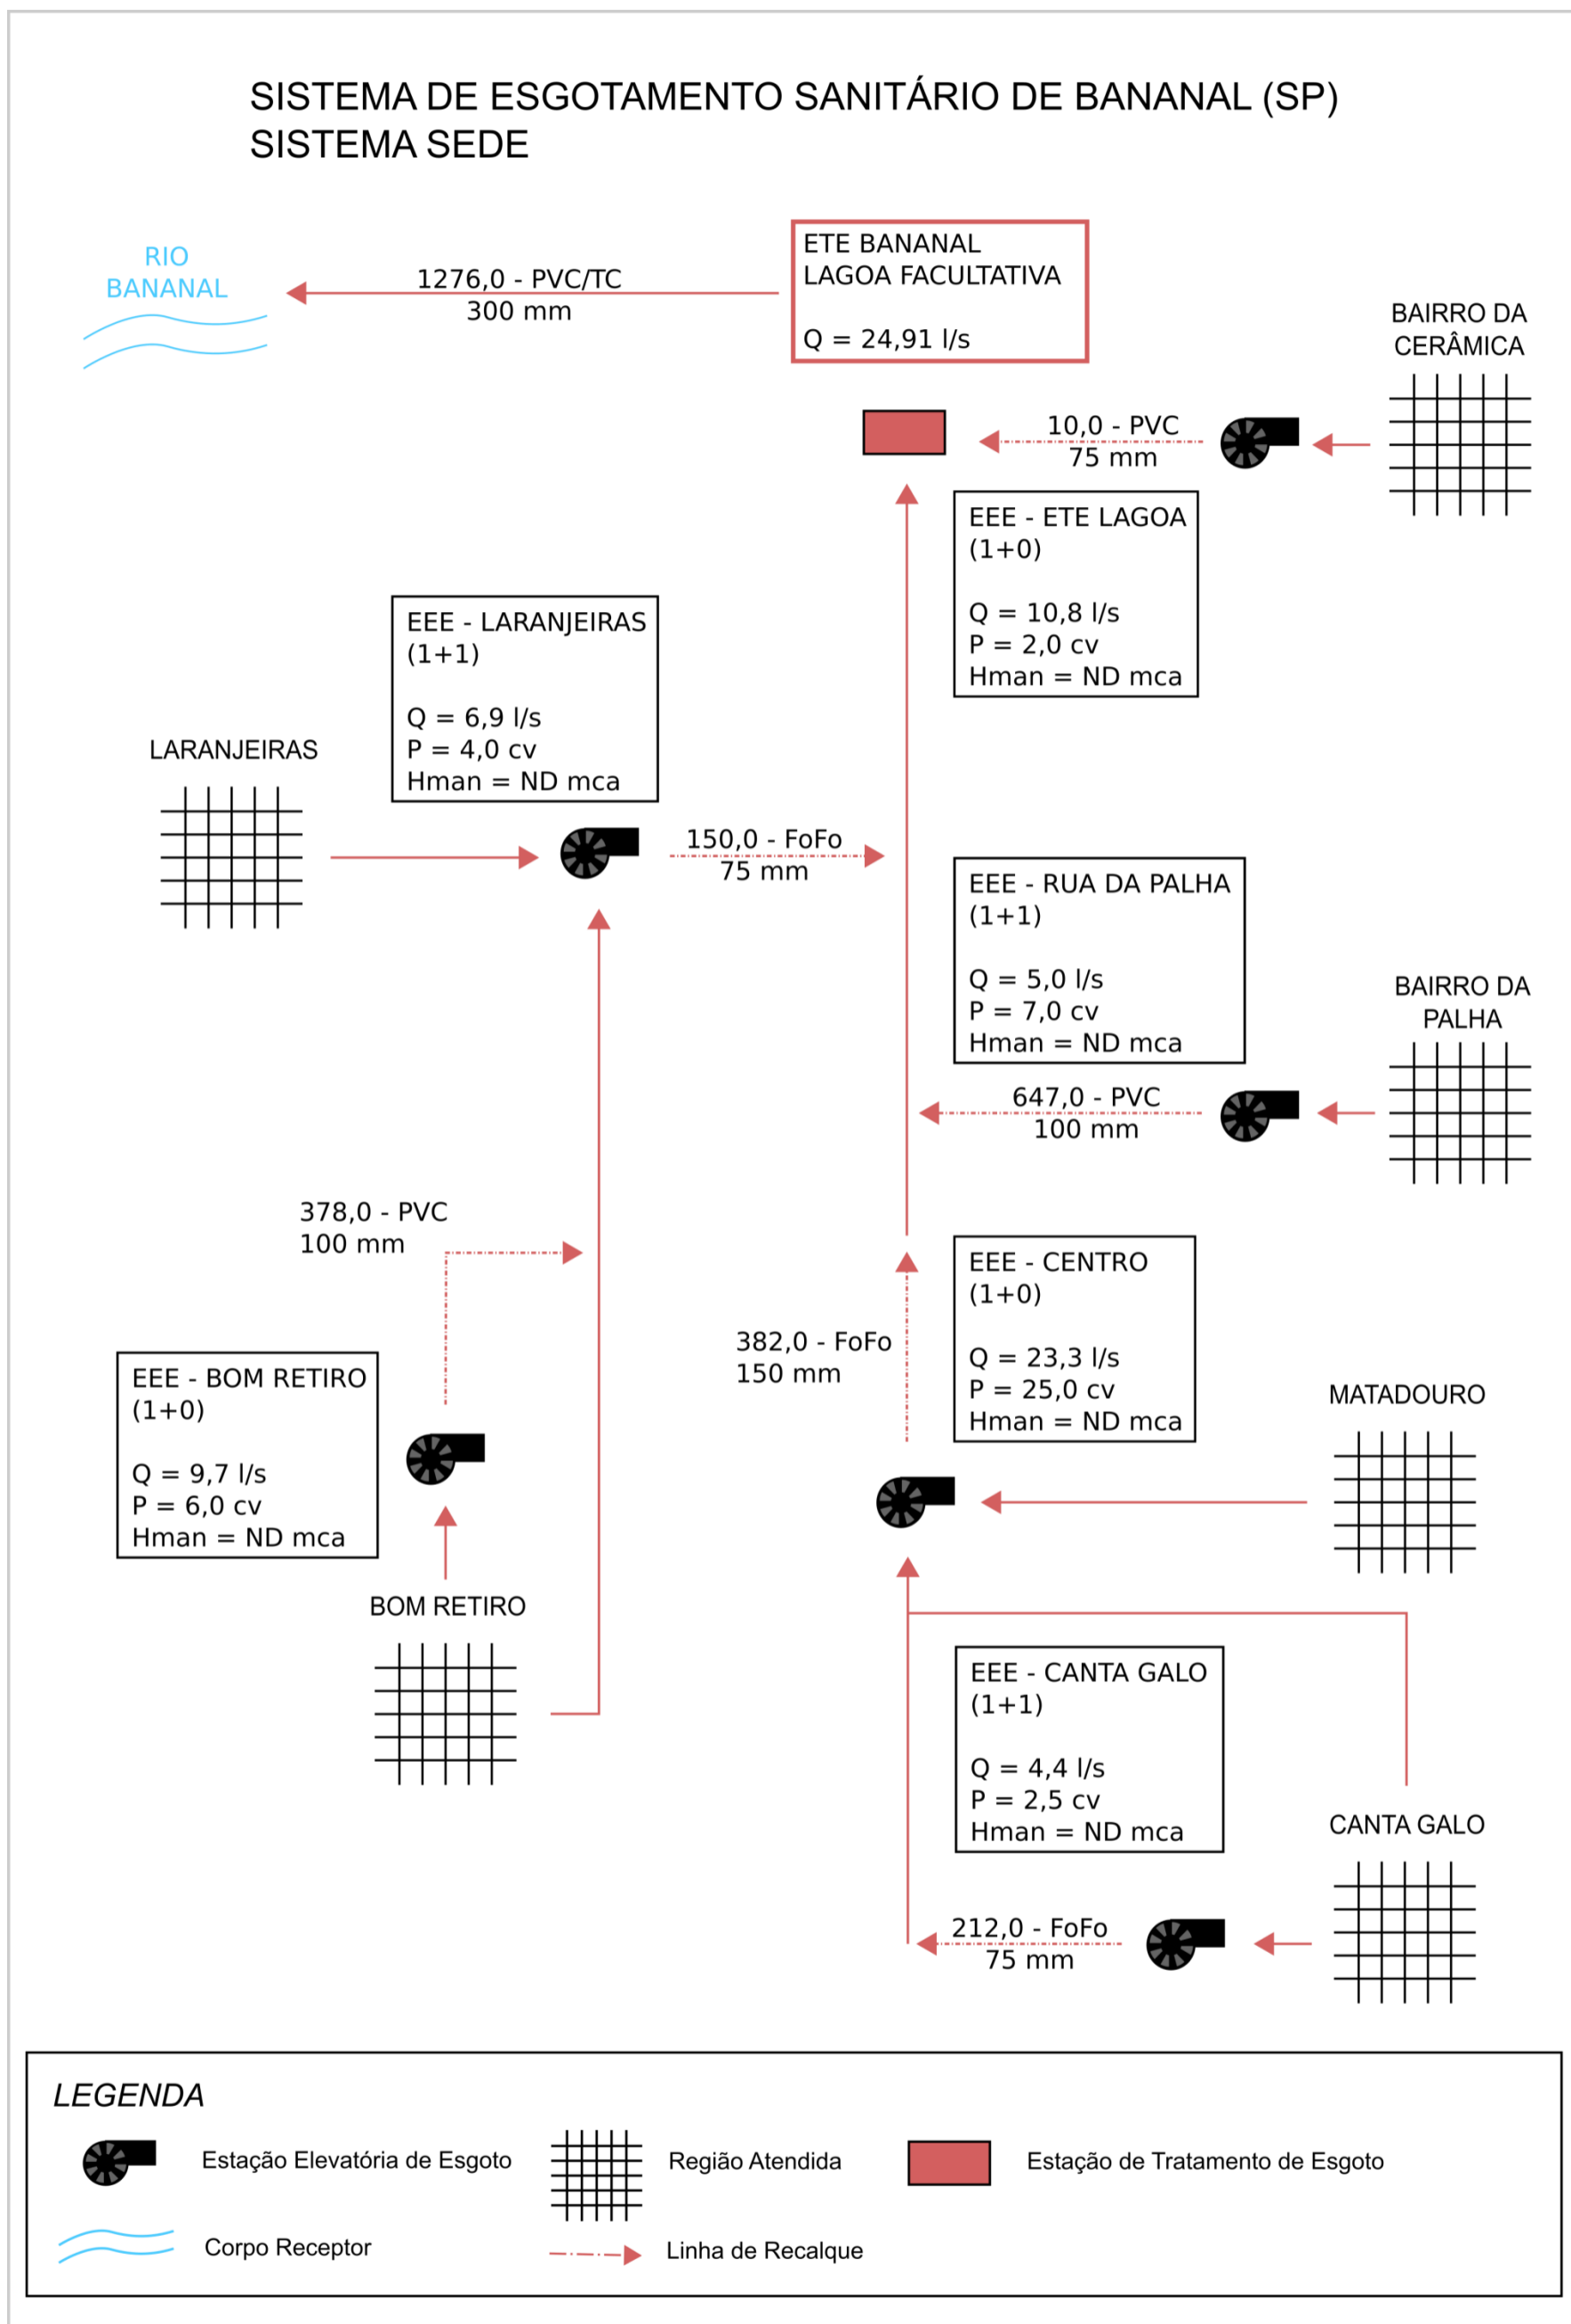 SISTEMA DE ESGOTAMENTO SANITÁRIO DE BANANAL (SP)
SISTEMA SEDE
RIO
BANANAL
1276,0 - PVC/TC
300 mm
ETE BANANAL
LAGOA FACULTATIVA
Q = 24,91 l/s
BAIRRO DA
CERÂMICA
10,0 - PVC
75 mm
EEE - ETE LAGOA
(1+0)
Q = 10,8 l/s
P = 2,0 cv
Hman = ND mca
EEE - LARANJEIRAS
(1+1)
Q = 6,9 l/s
P = 4,0 cv
Hman = ND mca
LARANJEIRAS
150,0 - FoFo
75 mm
EEE - RUA DA PALHA
(1+1)
Q = 5,0 l/s
P = 7,0 cv
Hman = ND mca
BAIRRO DA
PALHA
647,0 - PVC
100 mm
378,0 - PVC
100 mm
EEE - CENTRO
(1+0)
Q = 23,3 l/s
P = 25,0 cv
Hman = ND mca
382,0 - FoFo
150 mm
EEE - BOM RETIRO
(1+0)
Q = 9,7 l/s
P = 6,0 cv
Hman = ND mca
MATADOURO
BOM RETIRO
EEE - CANTA GALO
(1+1)
Q = 4,4 l/s
P = 2,5 cv
Hman = ND mca
CANTA GALO
212,0 - FoFo
75 mm
LEGENDA
Estação Elevatória de Esgoto
Região Atendida
Estação de Tratamento de Esgoto
Corpo Receptor
Linha de Recalque